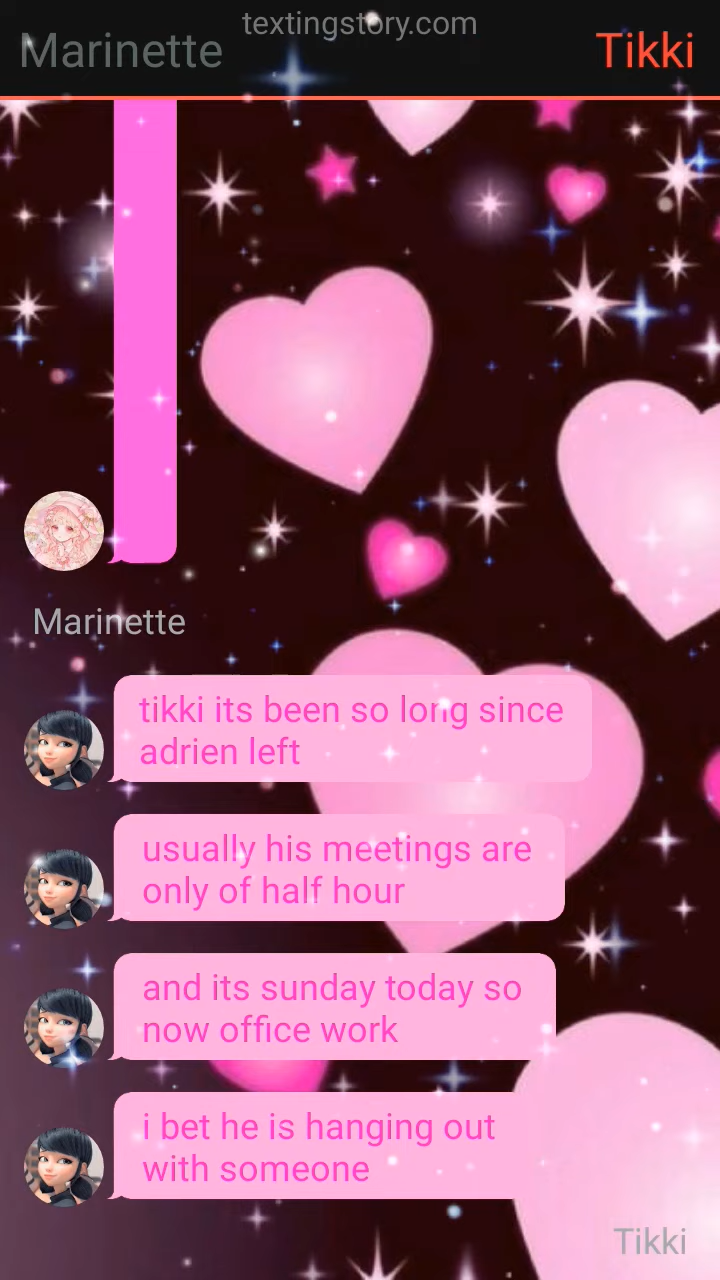 textingstory.com
Marinette
Tikki
Marinette
tikki its been so long since
adrien left
usually his meetings are
only of half hour
and its sunday today so
now office work
i bet he is hanging out
with someone
Tikki